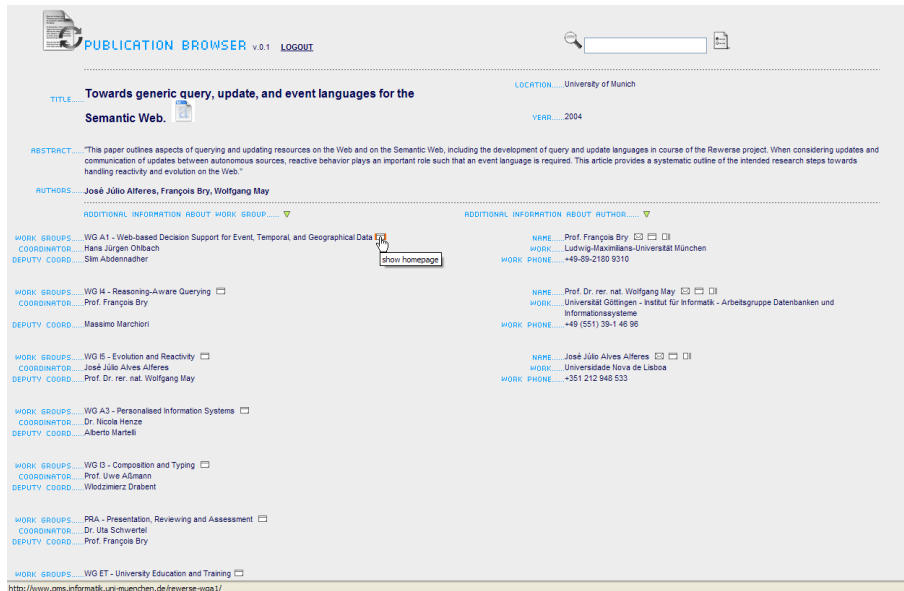 PUBLICATION BROWSER v.0.1 LOGOUT
TITLE.....Towards generic query, update, and event languages for the
Semantic Web.
LOCATION.....University of Munich
YEAR......2004
ABSTRACT......"This paper outlines aspects of querying and updating resources on the Web and on the Semantic Web, including the development of query and update languages in course of the Rewerse project. When considering updates and
communication of updates between autonomous sources, reactive behavior plays an important role such that an event language is required. This article provides a systematic outline of the intended research steps towards
handling reactivity and evolution on the Web."
AUTHORS......José Júlio Alferes, François Bry, Wolfgang May
ADDITIONAL INFORMATION ABOUT WORK GROUP......
WORK GROUPS.....WG A1 - Web-based Decision Support for Event, Temporal, and Geographical Data
COORDINATOR.....Hans Jürgen Ohlbach
DEPUTY COORD.....Slim Abdennadher
show homepage
WORK GROUPS.....WG I4 - Reasoning-Aware Querying
COORDINATOR.....Prof. François Bry
DEPUTY COORD.....Massimo Marchiori
WORK GROUPS.....WG I5 - Evolution and Reactivity
COORDINATOR.....José Júlio Alves Alferes
DEPUTY COORD.....Prof. Dr. rer. nat. Wolfgang May
WORK GROUPS.....WG A3 - Personalised Information Systems
COORDINATOR.....Dr. Nicola Henze
DEPUTY COORD.....Alberto Martelli
WORK GROUPS.....WG I3 - Composition and Typing
COORDINATOR.....Prof. Uwe Aßmann
DEPUTY COORD.....Wlodzimierz Drabent
WORK GROUPS.....PRA - Presentation, Reviewing and Assessment
COORDINATOR.....Dr. Uta Schwertel
DEPUTY COORD.....Prof. François Bry
WORK GROUPS.....WG ET - University Education and Training
ADDITIONAL INFORMATION ABOUT AUTHOR......
NAME.....Prof. François Bry
WORK.....Ludwig-Maximilians-Universität München
WORK PHONE.....+49-89-2180 9310
NAME.....Prof. Dr. rer. nat. Wolfgang May
WORK.....Universität Göttingen - Institut für Informatik - Arbeitsgruppe Datenbanken und
Informationssysteme
WORK PHONE.....+49 (551) 39-1 46 96
NAME.....José Júlio Alves Alferes
WORK.....Universidade Nova de Lisboa
WORK PHONE.....+351 212 948 533
http://www.pms.informatik.uni-muenchen.de/rewerse-wga1/